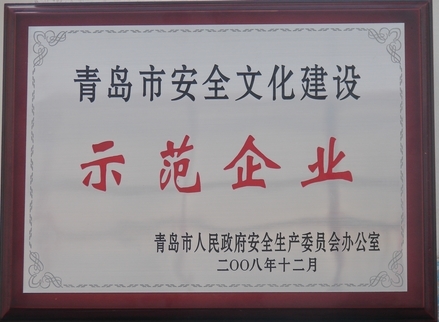 青岛市安全文化建设
示范企业
青岛市人民政府安全生产委员会办公室
二〇〇八年十二月